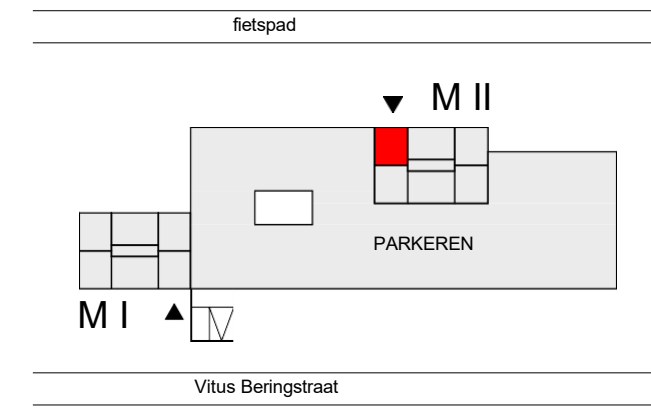 fietspad
M II
PARKEREN
M I
Vitus Beringstraat